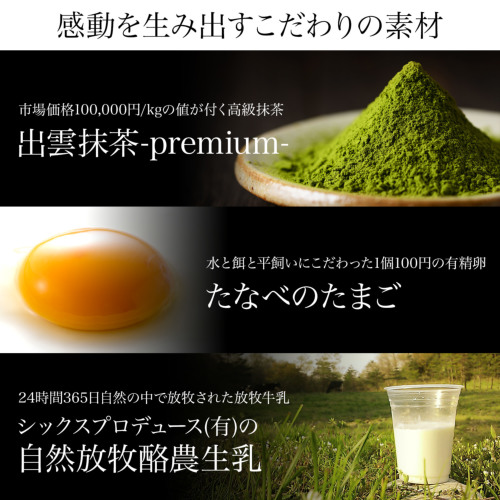 感動を生み出すこだわりの素材
市場価格100,000円/kgの値が付く高級抹茶
出雲抹茶-premium-
水と餌と平飼いにこだわった1個100円の有精卵
たなべのたまご
24時間365日自然の中で放牧された放牧牛乳
シックスプロデュース(有)の
自然放牧酪農生乳